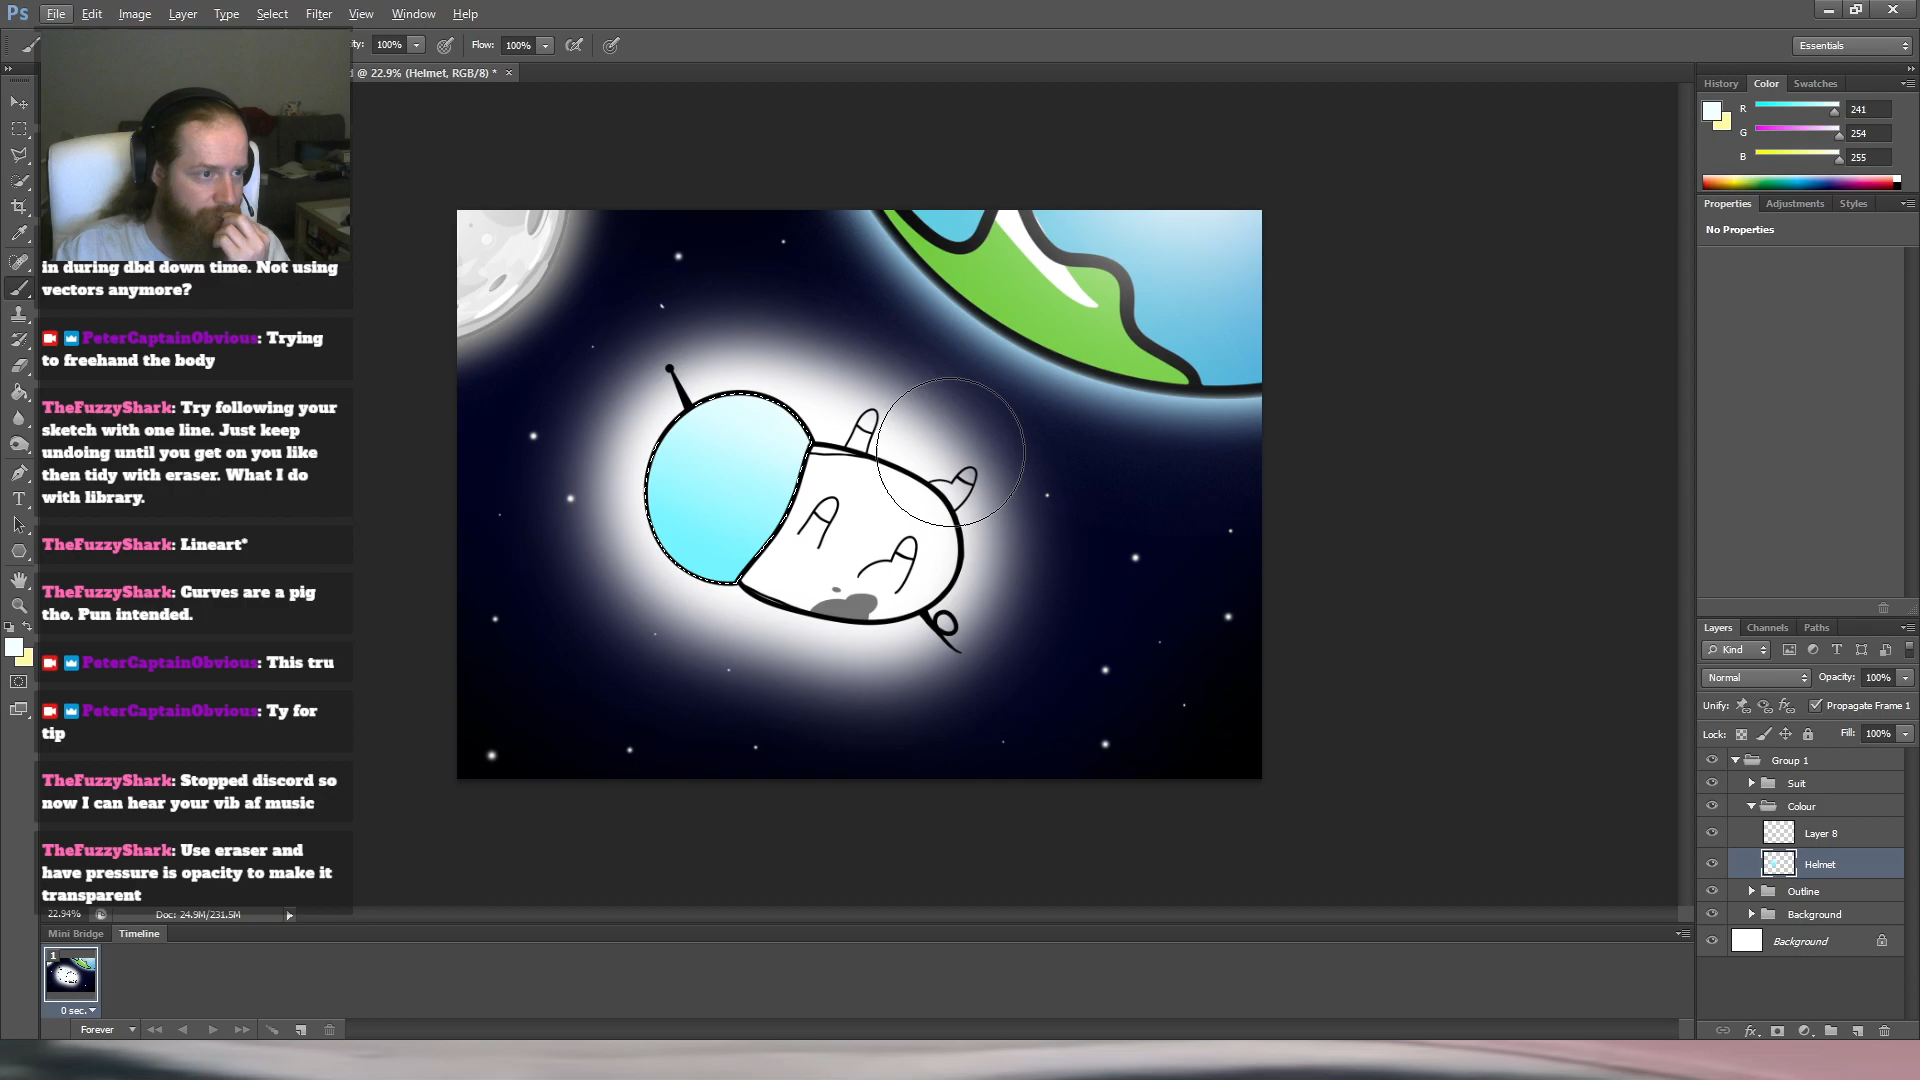 Ps File Edit Image Layer Type Select Filter View Window Help
ity: 100% Flow: 100% Essentials
d @ 22.9% (Helmet, RGB/8) * ×
History Color Swatches
R 241
G 254
B 255
Properties Adjustments Styles
No Properties
in during dbd down time. Not using
vectors anymore?
PeterCaptainObvious: Trying
to freehand the body
TheFuzzyShark: Try following your
sketch with one line. Just keep
undoing until you get on you like
then tidy with eraser. What I do
with library.
TheFuzzyShark: Lineart*
TheFuzzyShark: Curves are a pig
tho. Pun intended.
PeterCaptainObvious: This tru
PeterCaptainObvious: Ty for
tip
TheFuzzyShark: Stopped discord so
now I can hear your vib af music
TheFuzzyShark: Use eraser and
have pressure is opacity to make it
transparent
22.94% Doc: 24.9M/231.5M
Mini Bridge Timeline
1
0 sec.
Forever
Layers Channels Paths
Kind
Normal Opacity: 100%
Unify: Propagate Frame 1
Lock: Fill: 100%
Group 1
Suit
Colour
Layer 8
Helmet
Outline
Background
Background